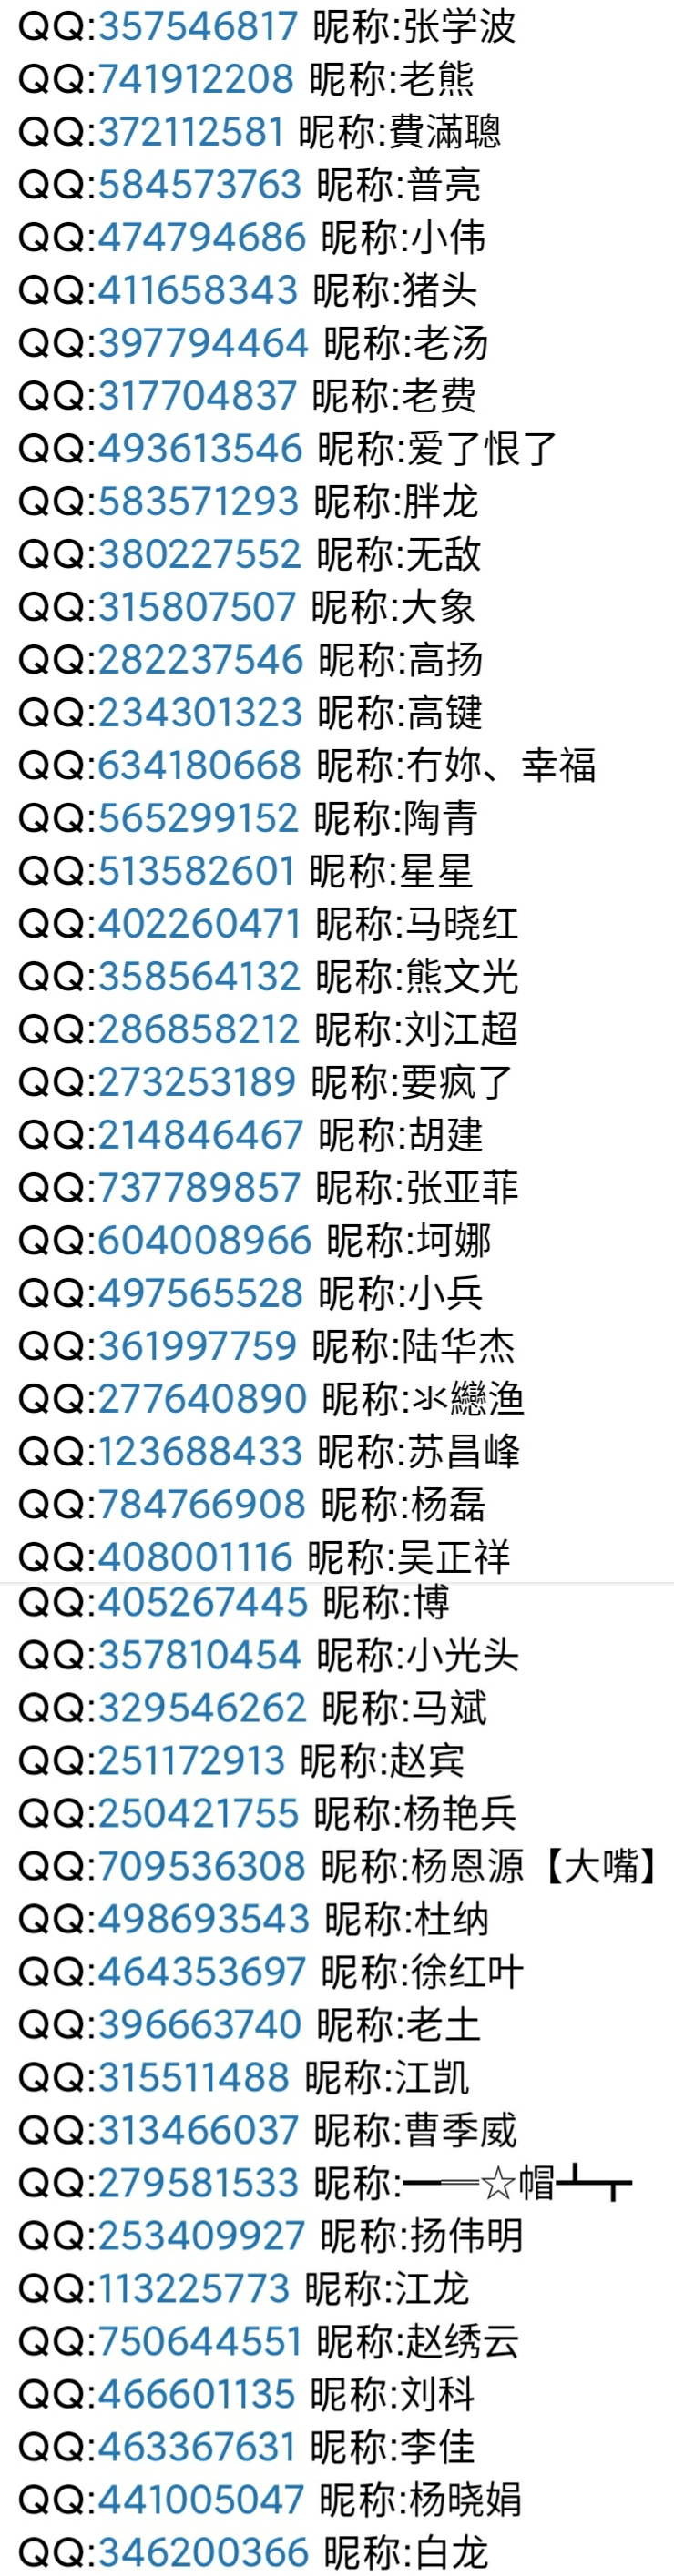 QQ:357546817 昵称:张学波
QQ:741912208 昵称:老熊
QQ:372112581 昵称:費滿聰
QQ:584573763 昵称:普亮
QQ:474794686 昵称:小伟
QQ:411658343 昵称:猪头
QQ:397794464 昵称:老汤
QQ:317704837 昵称:老费
QQ:493613546 昵称:爱了恨了
QQ:583571293 昵称:胖龙
QQ:380227552 昵称:无敌
QQ:315807507 昵称:大象
QQ:282237546 昵称:高扬
QQ:234301323 昵称:高键
QQ:634180668 昵称:冇妳、幸福
QQ:565299152 昵称:陶青
QQ:513582601 昵称:星星
QQ:402260471 昵称:马晓红
QQ:358564132 昵称:熊文光
QQ:286858212 昵称:刘江超
QQ:273253189 昵称:要疯了
QQ:214846467 昵称:胡建
QQ:737789857 昵称:张亚菲
QQ:604008966 昵称:坷娜
QQ:497565528 昵称:小兵
QQ:361997759 昵称:陆华杰
QQ:277640890 昵称:氺戀渔
QQ:123688433 昵称:苏昌峰
QQ:784766908 昵称:杨磊
QQ:408001116 昵称:吴正祥
QQ:405267445 昵称:博
QQ:357810454 昵称:小光头
QQ:329546262 昵称:马斌
QQ:251172913 昵称:赵宾
QQ:250421755 昵称:杨艳兵
QQ:709536308 昵称:杨恩源【大嘴】
QQ:498693543 昵称:杜纳
QQ:464353697 昵称:徐红叶
QQ:396663740 昵称:老土
QQ:315511488 昵称:江凯
QQ:313466037 昵称:曹季威
QQ:279581533 昵称:━═☆帽┻┳
QQ:253409927 昵称:扬伟明
QQ:113225773 昵称:江龙
QQ:750644551 昵称:赵绣云
QQ:466601135 昵称:刘科
QQ:463367631 昵称:李佳
QQ:441005047 昵称:杨晓娟
QQ:346200366 昵称:白龙